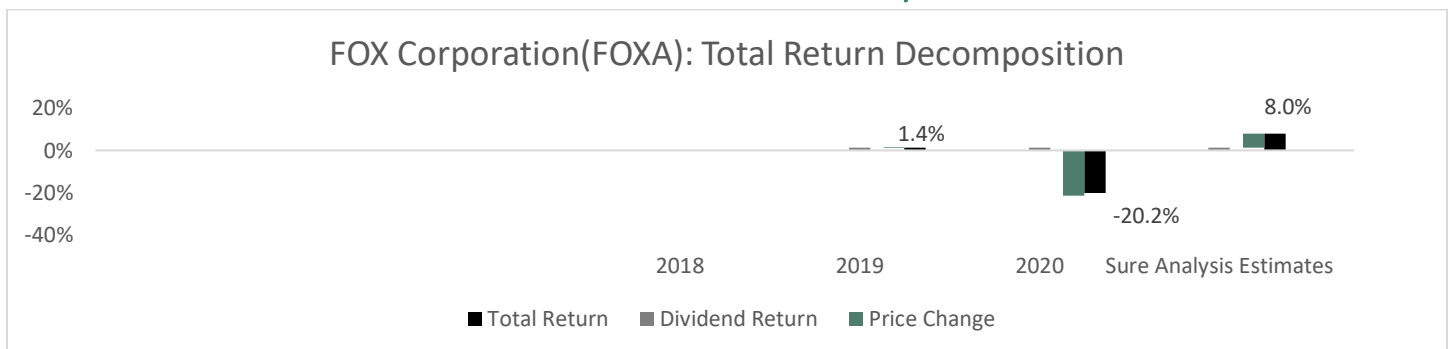 FOX Corporation(FOXA): Total Return Decomposition
20%
0%
-20%
-40%
1.4%
-20.2%
8.0%
2018 2019 2020 Sure Analysis Estimates
Total Return Dividend Return Price Change